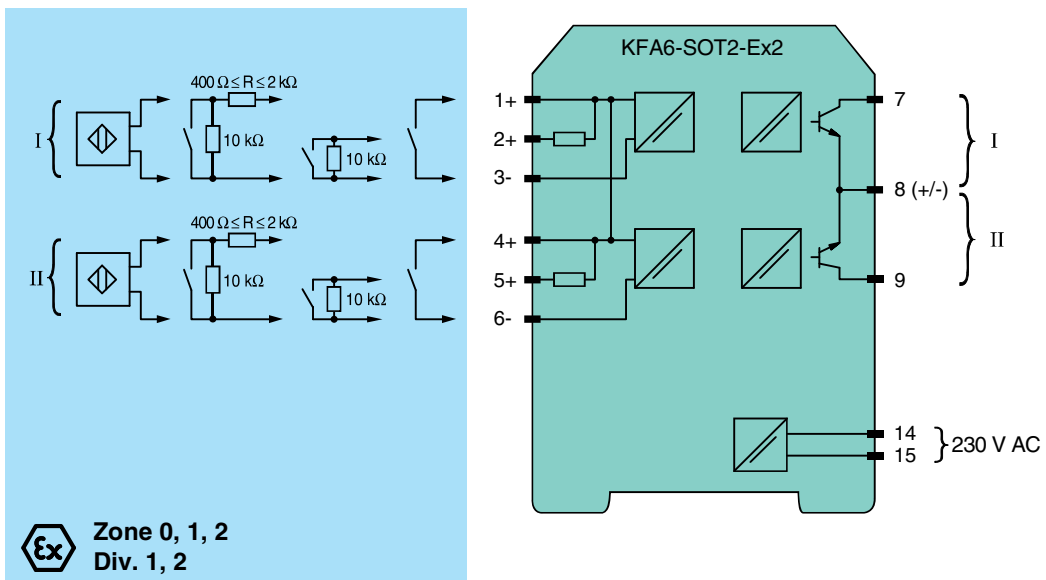 KFA6-SOT2-Ex2
400 Ω ≤ R ≤ 2 kΩ
I
10 kΩ
10 kΩ
1+
2+
3-
7
I
8 (+/-)
400 Ω ≤ R ≤ 2 kΩ
II
10 kΩ
10 kΩ
4+
5+
6-
II
9
14
15
230 V AC
Ex
Zone 0, 1, 2
Div. 1, 2